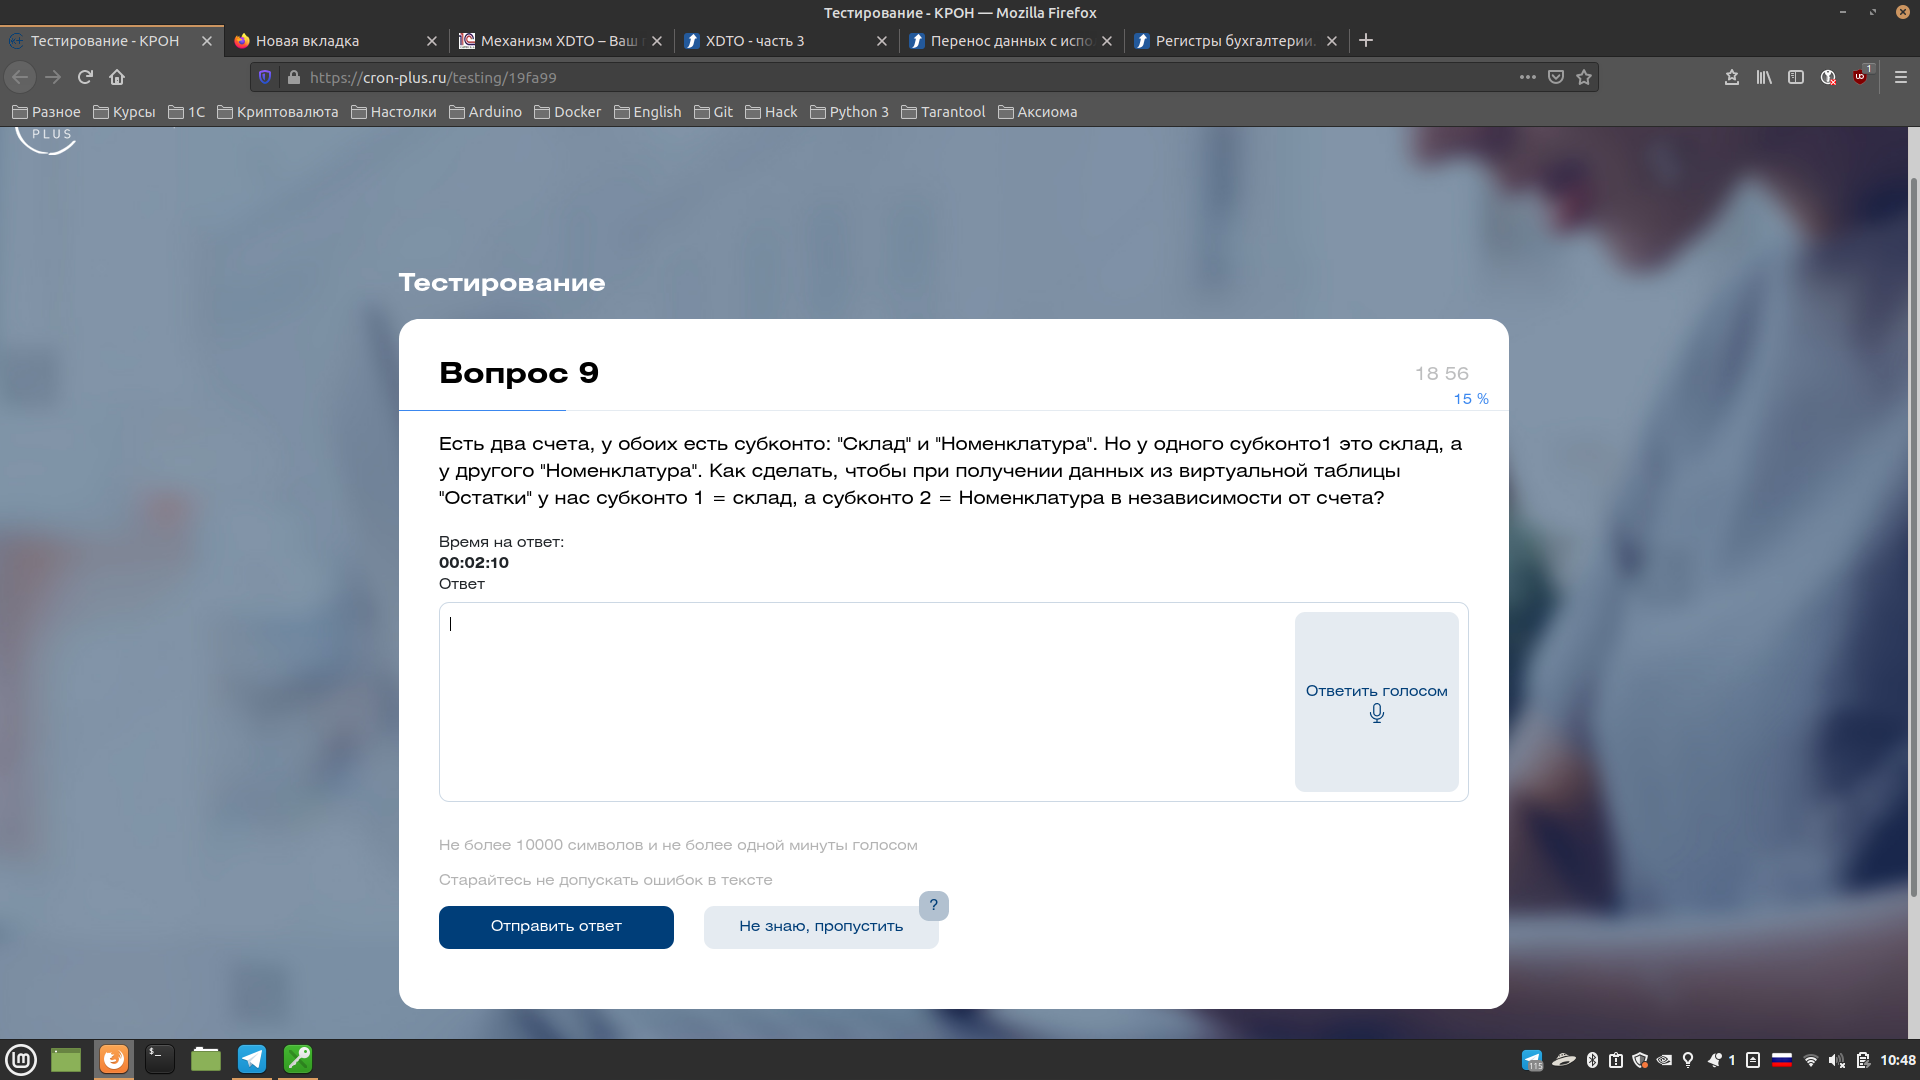 Тестирование - КРОН — Mozilla Firefox
Тестирование - КРОН
Новая вкладка
Механизм XDTO – Ваш
XDTO - часть 3
Перенос данных с испо
Регистры бухгалтерии.
https://cron-plus.ru/testing/19fa99
1
Разное
Курсы
1С
Криптовалюта
Настолки
Arduino
Docker
English
Git
Hack
Python 3
Tarantool
Аксиома
PLUS
Тестирование
Вопрос 9
18 56
15 %
Есть два счета, у обоих есть субконто: "Склад" и "Номенклатура". Но у одного субконто1 это склад, а
у другого "Номенклатура". Как сделать, чтобы при получении данных из виртуальной таблицы
"Остатки" у нас субконто 1 = склад, а субконто 2 = Номенклатура в независимости от счета?
Время на ответ:
00:02:10
Ответ
Ответить голосом
Не более 10000 символов и не более одной минуты голосом
Старайтесь не допускать ошибок в тексте
?
Отправить ответ
Не знаю, пропустить
115
1
10:48